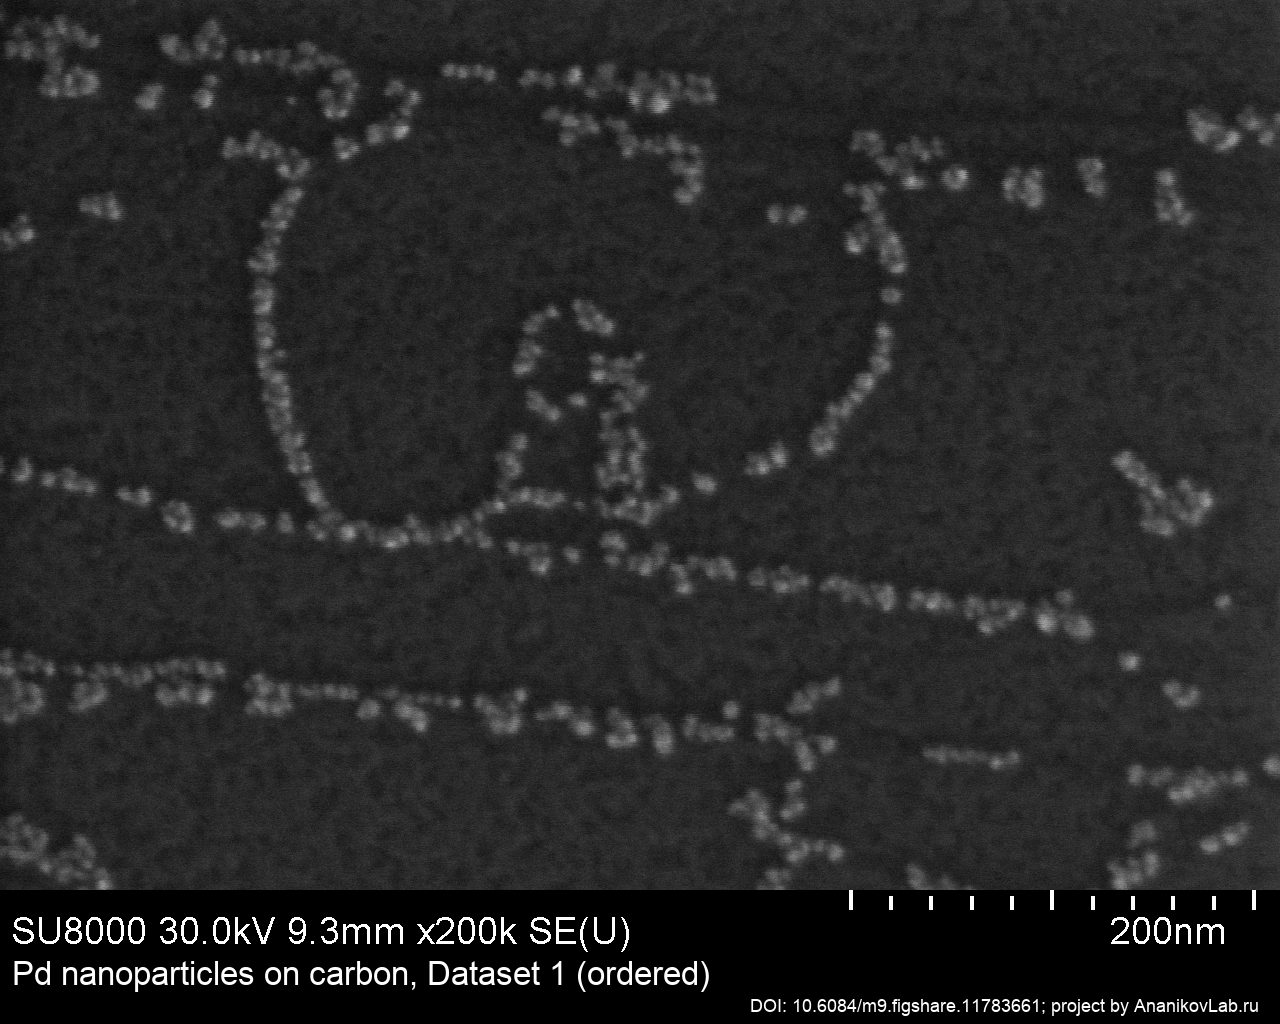 SU8000 30.0kV 9.3mm x200k SE(U)
200nm
Pd nanoparticles on carbon, Dataset 1 (ordered)
DOI: 10.6084/m9.figshare.11783661; project by AnanikovLab.ru